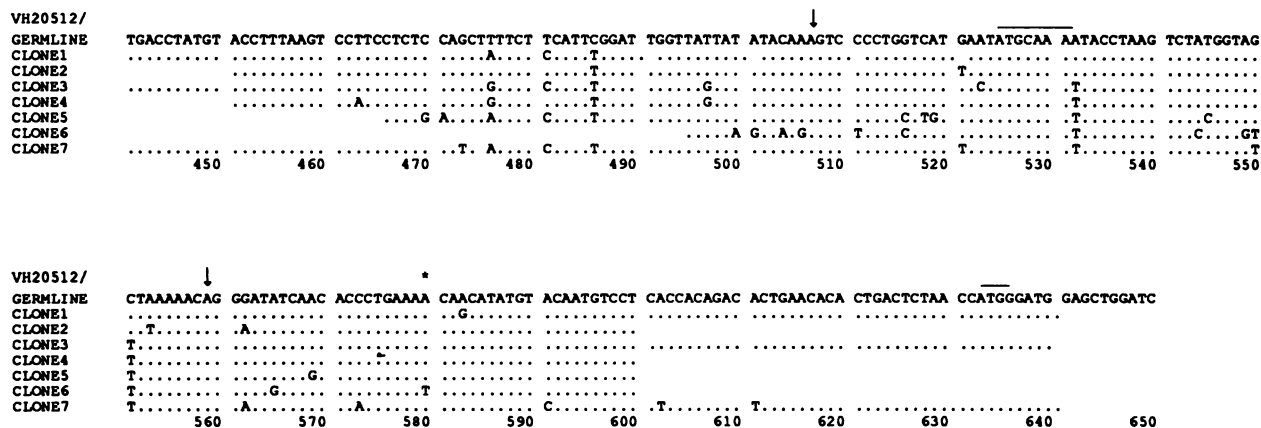 VH20512/ ↓
GERMLINE TGACCTATGT ACCTTTAAGT CCTTCCTCTC CAGCTTTTCT TCATTCGGAT TGGTTATTAT ATACAAAGTC CCCTGGTCAT GAATATGCAA AATACCTAAG TCTATGGTAG
CLONE1 .......... .......... .......... .....A.... C....T.... .......... .......... .......... .......... .......... ..........
CLONE2 .......... .......... .......... .....T.... .......... .......... .......... T......... .......... ..........
CLONE3 .......... .......... .......... .....G.... C....T.... ......G... .......... .......... ..C....... .T........ ..........
CLONE4 .......... ..A....... .....G.... .....T.... ......G... .......... .......... .......... .T........ ..........
CLONE5 ....G A....A.... C....T.... .......... .......... .....C.TG. .......... .T........ ....C.....
CLONE6 .....A G..A.G.... T....C.... .......... .T........ ...C....GT
CLONE7 .......... .......... .......... ..T..A.... C....T.... .......... .......... .......... T......... .T........ .........T
450 460 470 480 490 500 510 520 530 540 550
VH20512/ ↓ *
GERMLINE CTAAAAACAG GGATATCAAC ACCCTGAAAA CAACATATGT ACAATGTCCT CACCACAGAC ACTGAACACA CTGACTCTAA CCATGGGATG GAGCTGGATC
CLONE1 .......... .......... .......... ..G....... .......... .......... .......... .......... ..........
CLONE2 ..T....... .A........ .......... .......... ..........
CLONE3 T......... .......... .......... .......... .......... .......... .......... .......... .........
CLONE4 T......... .......... ....-..... .......... ..........
CLONE5 T......... ........G. .......... .......... ..........
CLONE6 T......... ....G..... .........T .......... ..........
CLONE7 T......... .A........ ..A....... .......... C......... .T........ T......... .......... ..........
560 570 580 590 600 610 620 630 640 650